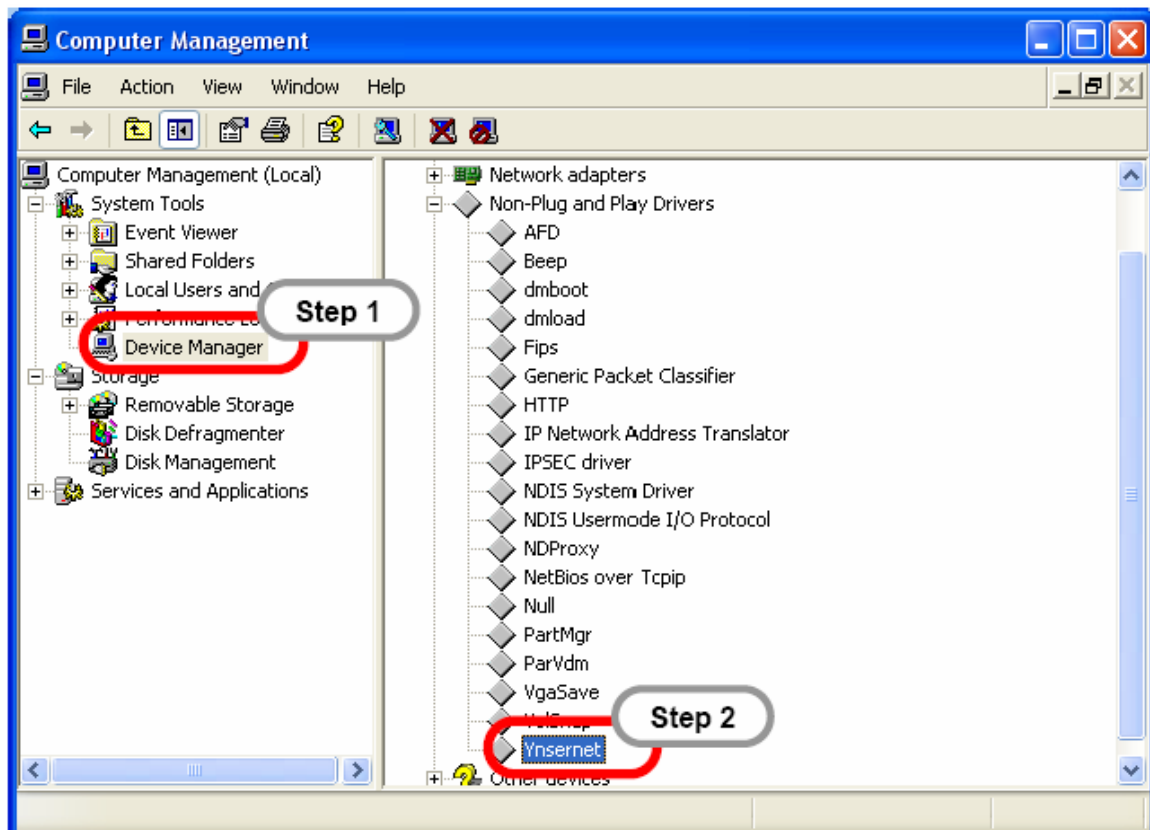 Computer Management
File Action View Window Help
Computer Management (Local)
System Tools
Event Viewer
Shared Folders
Local Users and
Step 1
Device Manager
Storage
Removable Storage
Disk Defragmenter
Disk Management
Services and Applications
Network adapters
Non-Plug and Play Drivers
AFD
Beep
dmboot
dmload
Fips
Generic Packet Classifier
HTTP
IP Network Address Translator
IPSEC driver
NDIS System Driver
NDIS Usermode I/O Protocol
NDProxy
NetBios over Tcpip
Null
PartMgr
ParVdm
VgaSave
Step 2
Ynsernet
Other devices